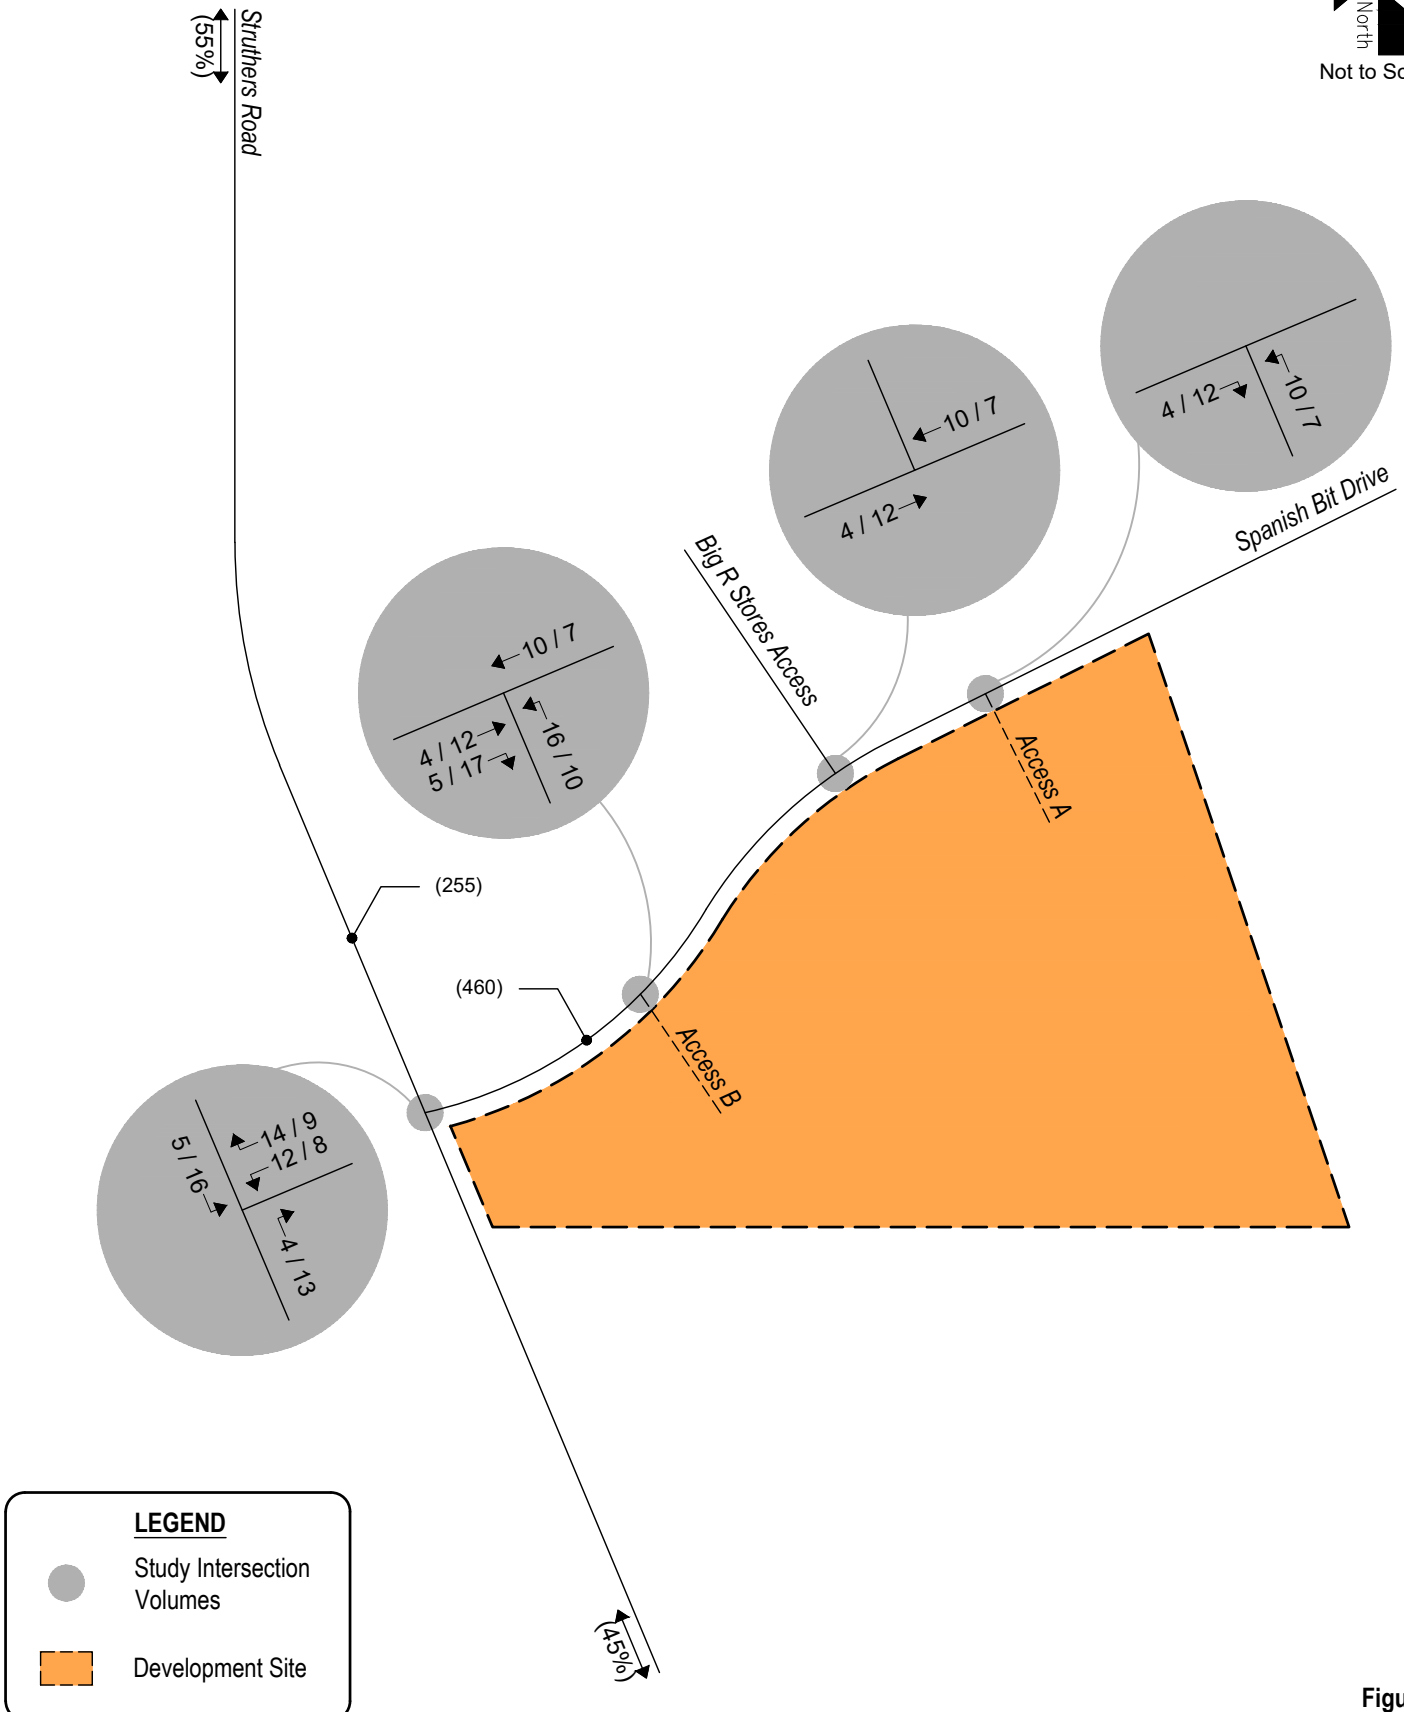 Struthers Road
(55%)
North
10 / 7
4 / 12
Spanish Bit Drive
10 / 7
4 / 12
Big R Stores Access
10 / 7
4 / 12
5 / 17
16 / 10
Access A
(255)
(460)
Access B
14 / 9
12 / 8
5 / 16
4 / 13
(45%)
LEGEND
Study Intersection
Volumes
Development Site
Not to